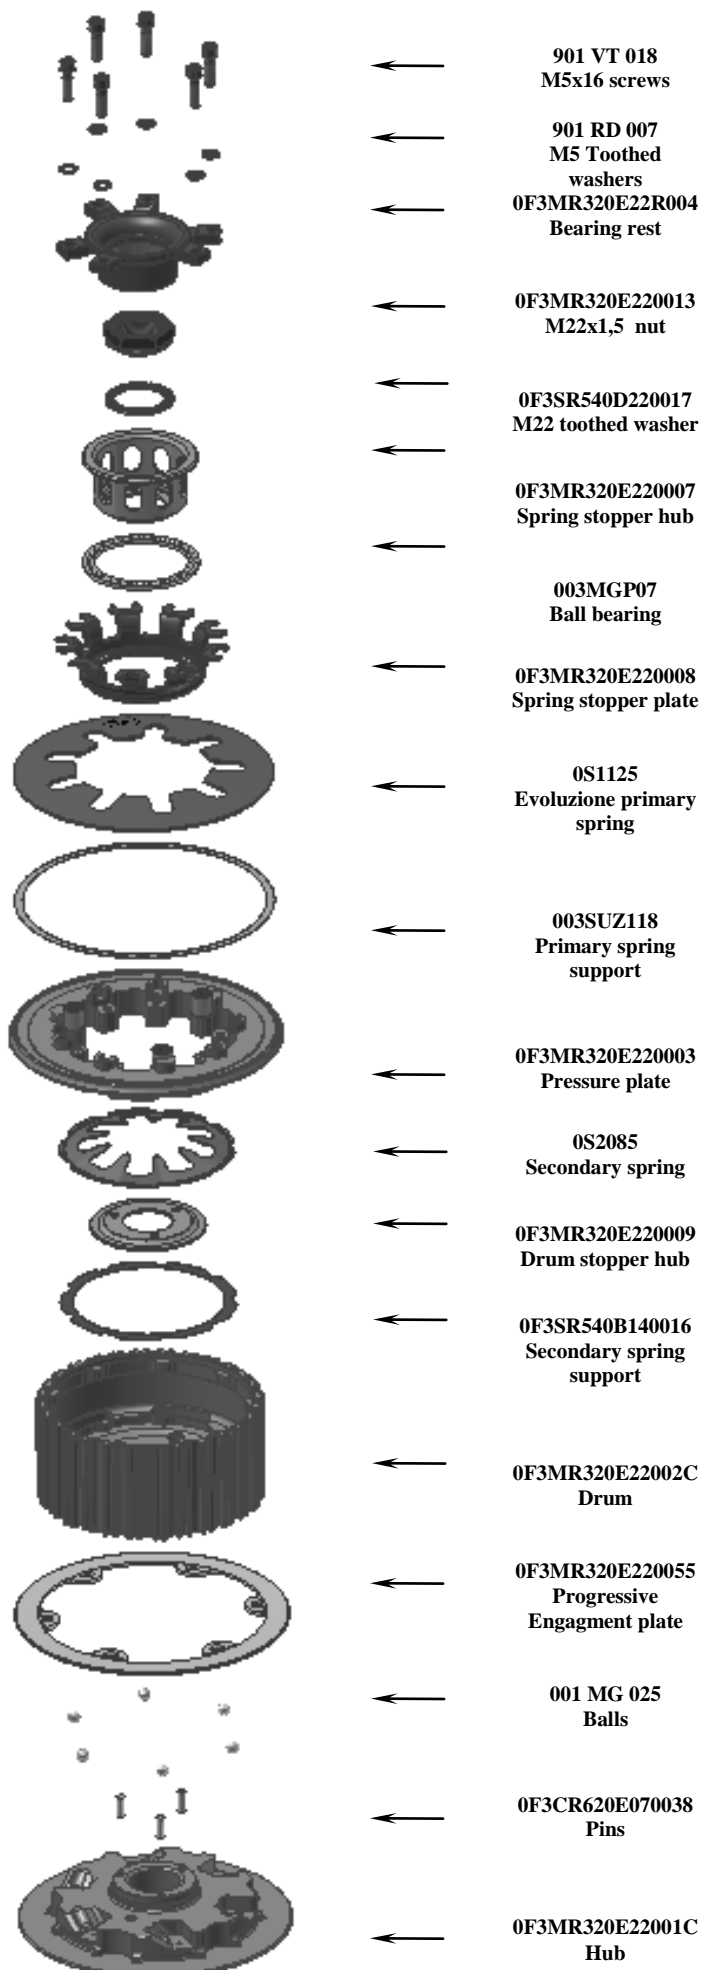 901 VT 018
M5x16 screws
901 RD 007
M5 Toothed
washers
0F3MR320E22R004
Bearing rest
0F3MR320E220013
M22x1,5 nut
0F3SR540D220017
M22 toothed washer
0F3MR320E220007
Spring stopper hub
003MGP07
Ball bearing
0F3MR320E220008
Spring stopper plate
0S1125
Evoluzione primary
spring
003SUZ118
Primary spring
support
0F3MR320E220003
Pressure plate
0S2085
Secondary spring
0F3MR320E220009
Drum stopper hub
0F3SR540B140016
Secondary spring
support
0F3MR320E22002C
Drum
0F3MR320E220055
Progressive
Engagment plate
001 MG 025
Balls
0F3CR620E070038
Pins
0F3MR320E22001C
Hub